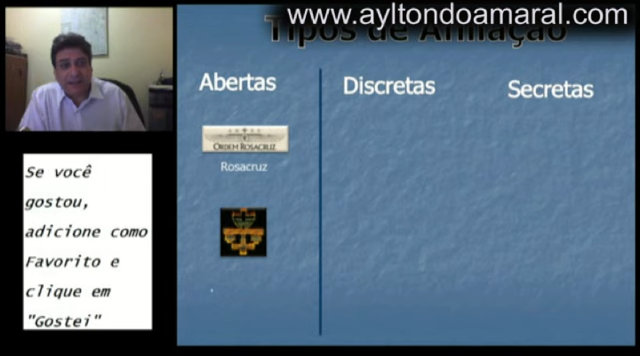 www.ayltondoamaral.com
Tipos de Afiliação
Abertas
Discretas
Secretas
ORDEM ROSACRUZ
Rosacruz
Se você
gostou,
adicione como
Favorito e
clique em
"Gostei"